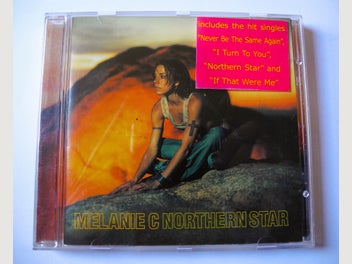 includes the hit singles
"Never Be The Same Again",
"I Turn To You",
"Northern Star" and
"If That Were Me"
MELANIE C NORTHERN STAR